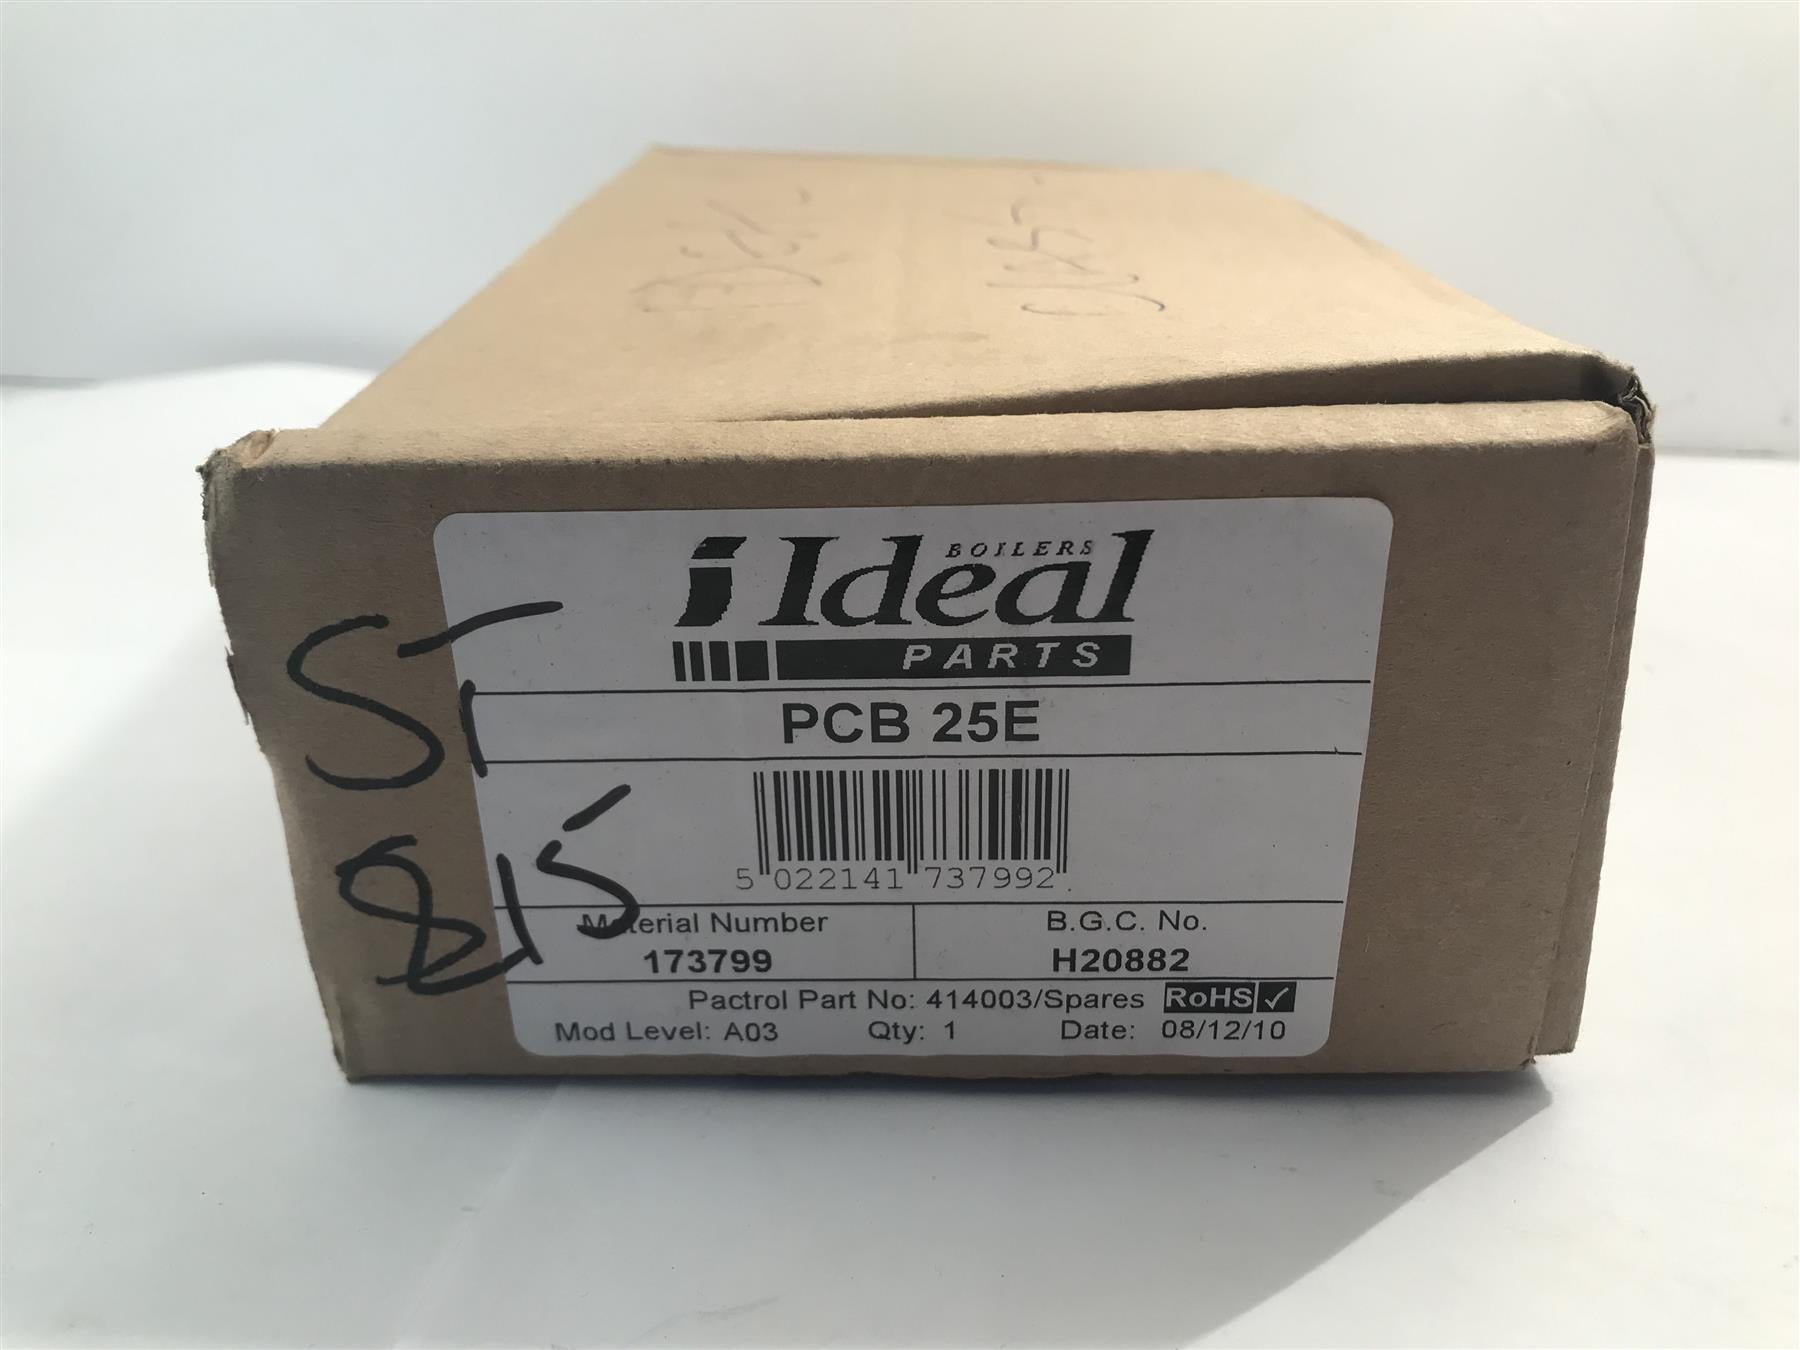 BOILERS
i Ideal
PARTS
PCB 25E
5 022141 737992
Material Number
173799
B.G.C. No.
H20882
Pactrol Part No: 414003/Spares RoHS ✓
Mod Level: A03 Qty: 1 Date: 08/12/10
ST
815